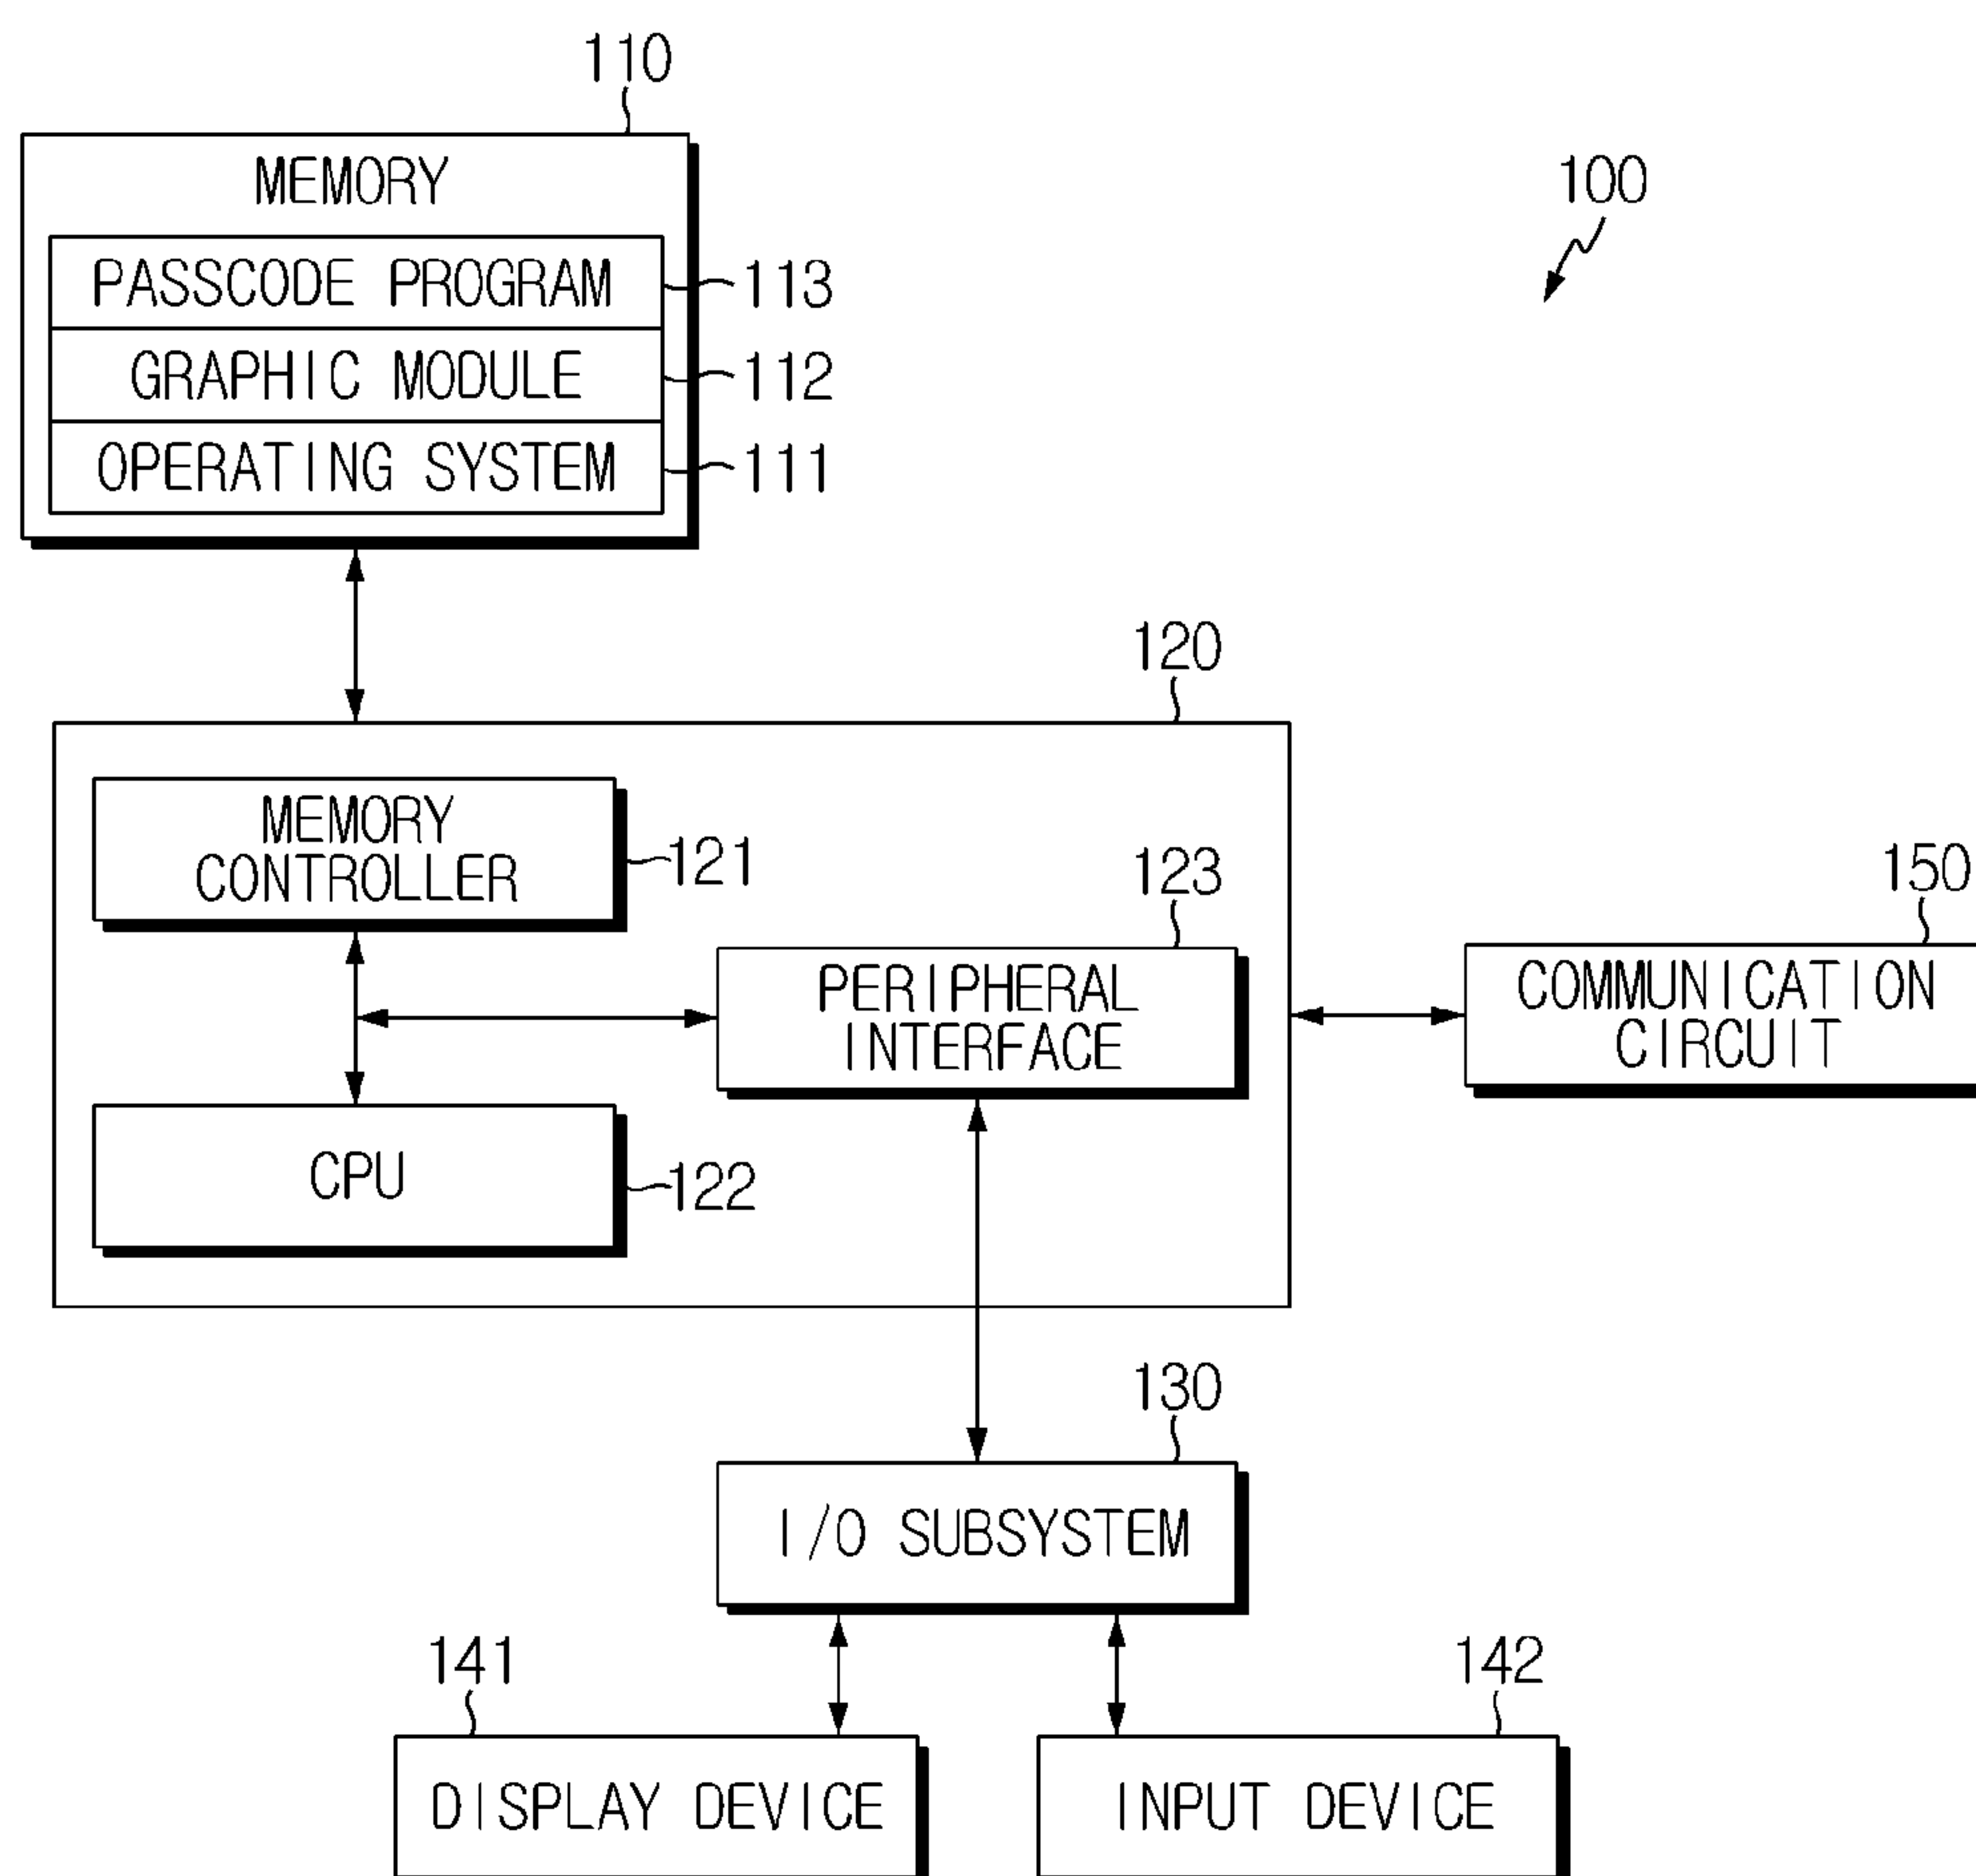 110
MEMORY
100
PASSCODE PROGRAM
113
GRAPHIC MODULE
112
OPERATING SYSTEM
111
120
MEMORY
CONTROLLER
121
123
150
PERIPHERAL
INTERFACE
COMMUNICATION
CIRCUIT
CPU
122
130
I/O SUBSYSTEM
141
142
DISPLAY DEVICE
INPUT DEVICE